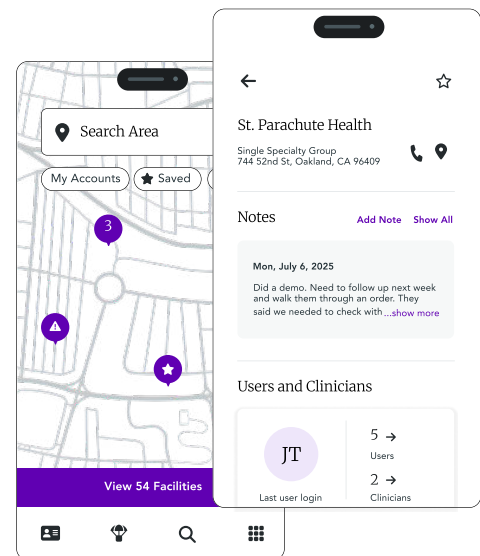 Search Area
My Accounts
Saved
3
View 54 Facilities
St. Parachute Health
Single Specialty Group
744 52nd St, Oakland, CA 96409
Notes
Add Note
Show All
Mon, July 6, 2025
Did a demo. Need to follow up next week
and walk them through an order. They
said we needed to check with ...show more
Users and Clinicians
JT
Last user login
5
Users
2
Clinicians